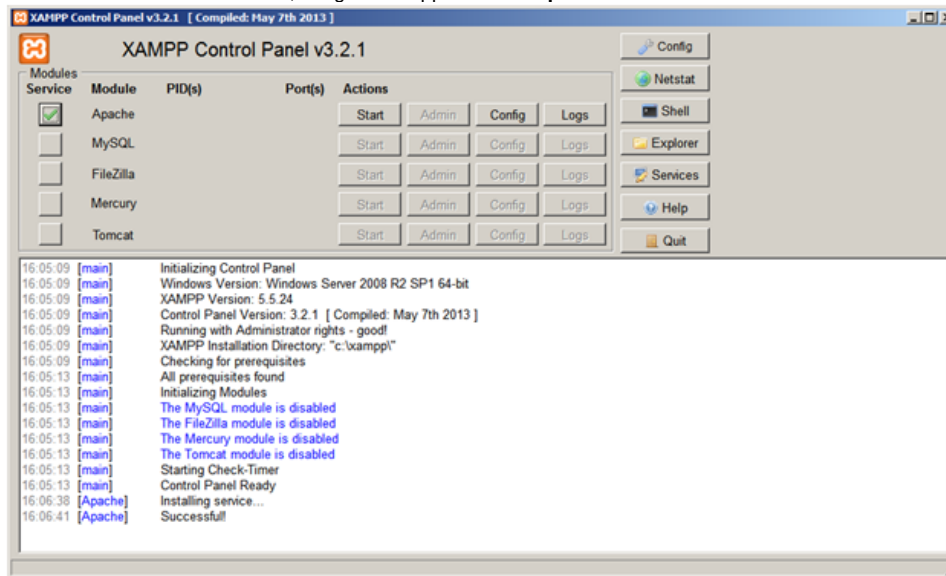 XAMPP Control Panel v3.2.1 [ Compiled: May 7th 2013 ]
XAMPP Control Panel v3.2.1
Config
Modules
Service Module PID(s) Port(s) Actions
Netstat
Apache Start Admin Config Logs
Shell
MySQL Start Admin Config Logs
Explorer
FileZilla Start Admin Config Logs
Services
Mercury Start Admin Config Logs
Help
Tomcat Start Admin Config Logs
Quit
16:05:09 [main] Initializing Control Panel
16:05:09 [main] Windows Version: Windows Server 2008 R2 SP1 64-bit
16:05:09 [main] XAMPP Version: 5.5.24
16:05:09 [main] Control Panel Version: 3.2.1 [ Compiled: May 7th 2013 ]
16:05:09 [main] Running with Administrator rights - good!
16:05:09 [main] XAMPP Installation Directory: "c:\xampp\"
16:05:09 [main] Checking for prerequisites
16:05:13 [main] All prerequisites found
16:05:13 [main] Initializing Modules
16:05:13 [main] The MySQL module is disabled
16:05:13 [main] The FileZilla module is disabled
16:05:13 [main] The Mercury module is disabled
16:05:13 [main] The Tomcat module is disabled
16:05:13 [main] Starting Check-Timer
16:05:13 [main] Control Panel Ready
16:06:38 [Apache] Installing service...
16:06:41 [Apache] Successful!